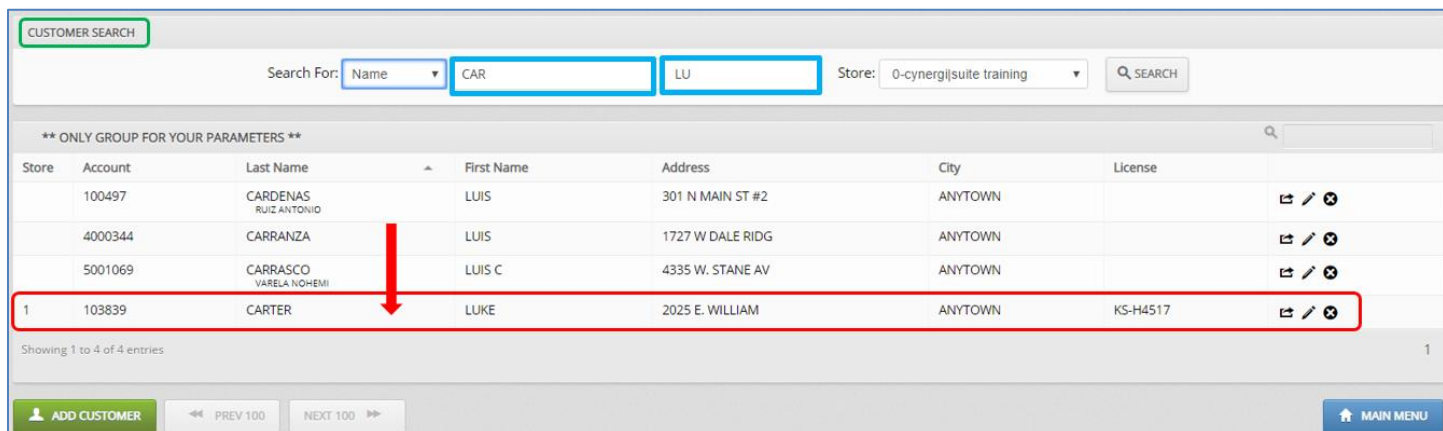 CUSTOMER SEARCH
Search For: Name CAR LU Store: 0-cynergi|suite training SEARCH
** ONLY GROUP FOR YOUR PARAMETERS **
Store Account Last Name First Name Address City License
100497 CARDENAS LUIS 301 N MAIN ST #2 ANYTOWN
RUIZ ANTONIO
4000344 CARRANZA LUIS 1727 W DALE RIDG ANYTOWN
5001069 CARRASCO LUIS C 4335 W. STANE AV ANYTOWN
VARELA NOHEMI
1 103839 CARTER LUKE 2025 E. WILLIAM ANYTOWN KS-H4517
Showing 1 to 4 of 4 entries 1
ADD CUSTOMER PREV 100 NEXT 100 MAIN MENU